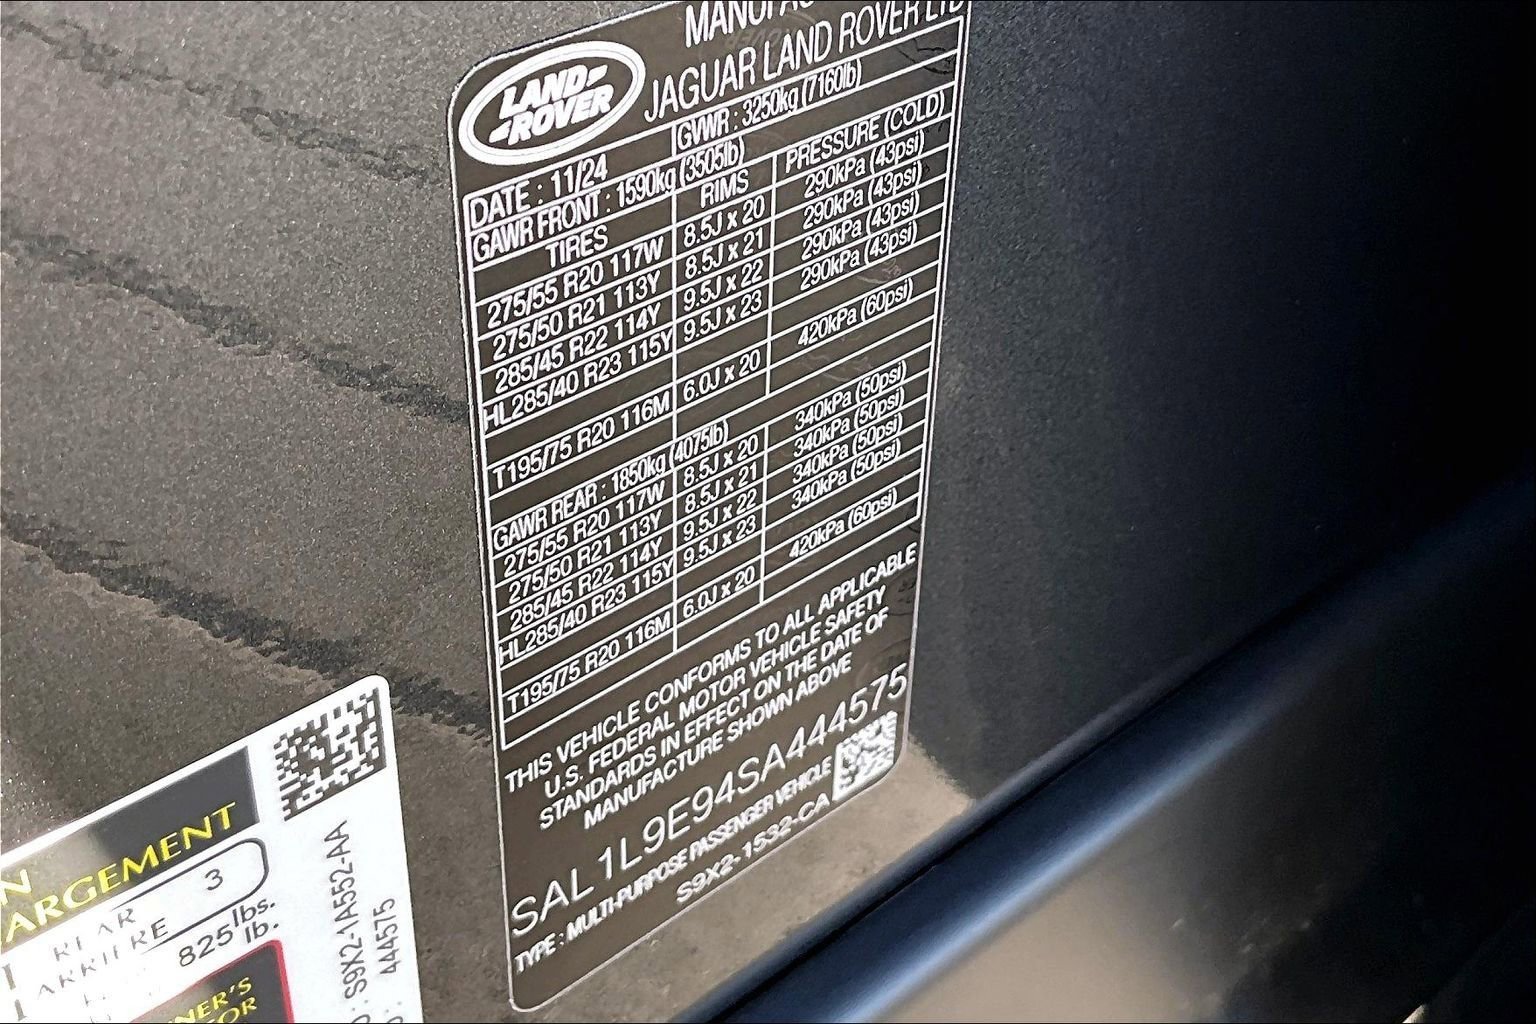 LAND-
-ROVER
JAGUAR LAND ROVER LTD
DATE : 11/24
GVWR : 3250kg (7160lb)
GAWR FRONT : 1590kg (3505lb)
TIRES RIMS PRESSURE (COLD)
275/55 R20 117W 8.5J x 20 290kPa (43psi)
275/50 R21 113Y 8.5J x 21 290kPa (43psi)
285/45 R22 114Y 9.5J x 22 290kPa (43psi)
HL285/40 R23 115Y 9.5J x 23 290kPa (43psi)
T195/75 R20 116M 6.0J x 20 420kPa (60psi)
GAWR REAR : 1850kg (4075lb)
275/55 R20 117W 8.5J x 20 340kPa (50psi)
275/50 R21 113Y 8.5J x 21 340kPa (50psi)
285/45 R22 114Y 9.5J x 22 340kPa (50psi)
HL285/40 R23 115Y 9.5J x 23 340kPa (50psi)
T195/75 R20 116M 6.0J x 20 420kPa (60psi)
THIS VEHICLE CONFORMS TO ALL APPLICABLE
U.S. FEDERAL MOTOR VEHICLE SAFETY
STANDARDS IN EFFECT ON THE DATE OF
MANUFACTURE SHOWN ABOVE
SAL1L9E94SA444575
TYPE : MULTI-PURPOSE PASSENGER VEHICLE
S9X2-1532-CA
ARGEMENT
REAR 3
ARRIERE
825 lbs.
lb.
NER'S
OR
S9X2-1A552-AA
444575